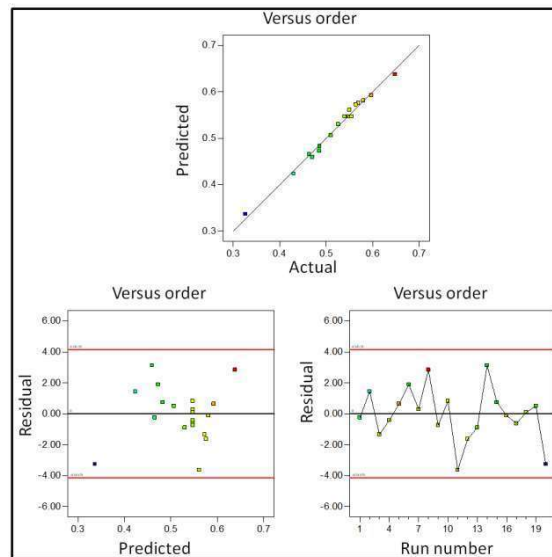 Versus order
0.7
0.6
0.5
0.4
0.3
Predicted
0.3 0.4 0.5 0.6 0.7
Actual
Versus order
6.00
4.00
2.00
0.00
-2.00
-4.00
-6.00
Residual
0.3 0.4 0.5 0.6 0.7
Predicted
Versus order
6.00
4.00
2.00
0.00
-2.00
-4.00
-6.00
Residual
1 4 7 10 13 16 19
Run number